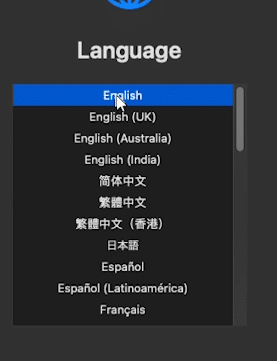 Language
English
English (UK)
English (Australia)
English (India)
简体中文
繁體中文
繁體中文（香港）
日本語
Español
Español (Latinoamérica)
Français